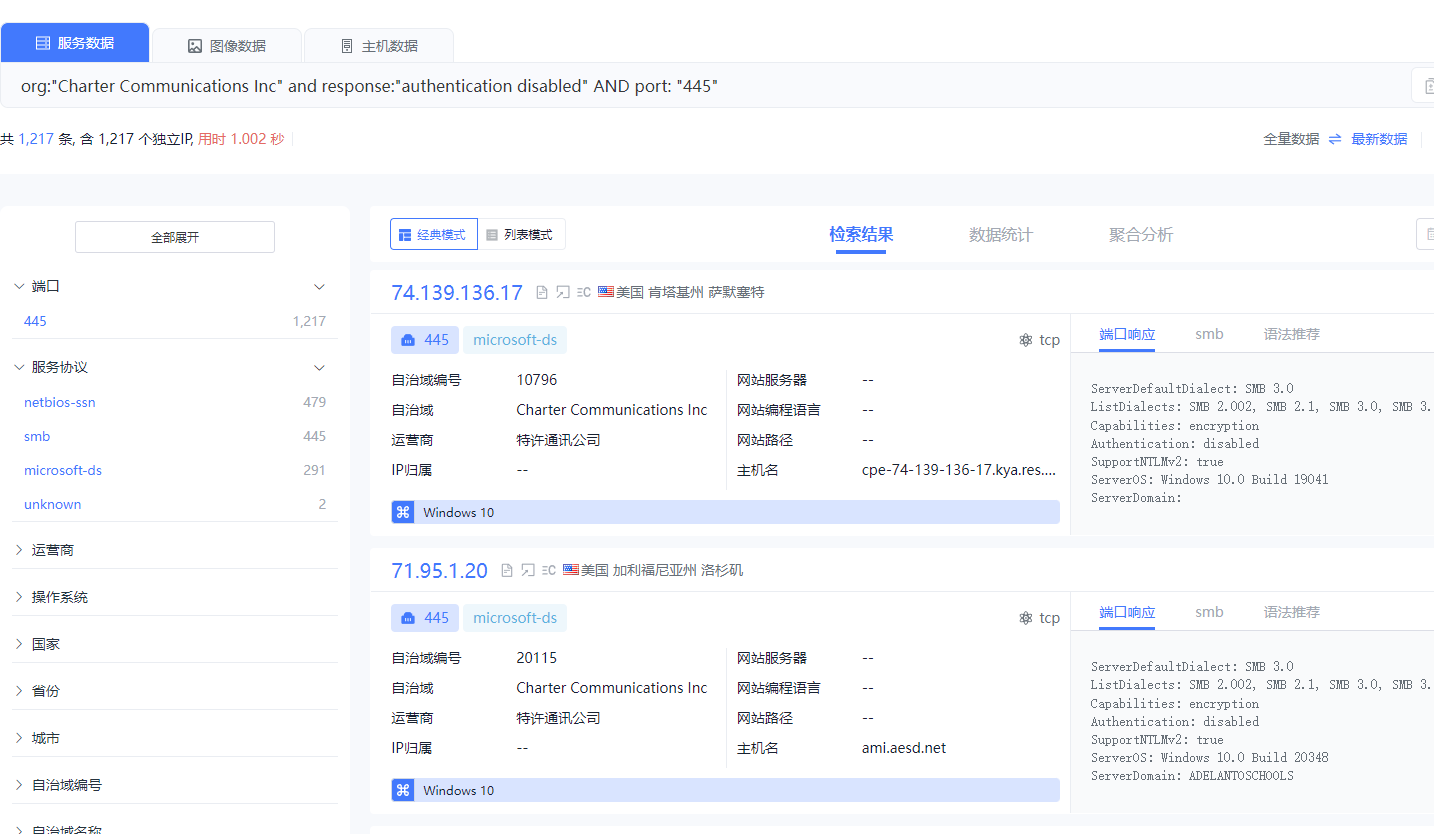 服务数据 图像数据 主机数据
org:"Charter Communications Inc" and response:"authentication disabled" AND port: "445"
共 1,217 条, 含 1,217 个独立IP, 用时 1.002 秒
全量数据 ⇌ 最新数据
全部展开
端口
445 1,217
服务协议
netbios-ssn 479
smb 445
microsoft-ds 291
unknown 2
运营商
操作系统
国家
省份
城市
自治域编号
自治域名称
经典模式 列表模式
检索结果 数据统计 聚合分析
74.139.136.17 C 美国 肯塔基州 萨默塞特
445 microsoft-ds tcp
自治域编号 10796 网站服务器 --
自治域 Charter Communications Inc 网站编程语言 --
运营商 特许通讯公司 网站路径 --
IP归属 -- 主机名 cpe-74-139-136-17.kya.res....
Windows 10
端口响应 smb 语法推荐
ServerDefaultDialect: SMB 3.0
ListDialects: SMB 2.002, SMB 2.1, SMB 3.0, SMB 3.
Capabilities: encryption
Authentication: disabled
SupportNTLMv2: true
ServerOS: Windows 10.0 Build 19041
ServerDomain:
71.95.1.20 C 美国 加利福尼亚州 洛杉矶
445 microsoft-ds tcp
自治域编号 20115 网站服务器 --
自治域 Charter Communications Inc 网站编程语言 --
运营商 特许通讯公司 网站路径 --
IP归属 -- 主机名 ami.aesd.net
Windows 10
端口响应 smb 语法推荐
ServerDefaultDialect: SMB 3.0
ListDialects: SMB 2.002, SMB 2.1, SMB 3.0, SMB 3.
Capabilities: encryption
Authentication: disabled
SupportNTLMv2: true
ServerOS: Windows 10.0 Build 20348
ServerDomain: ADELANTOSCHOOLS